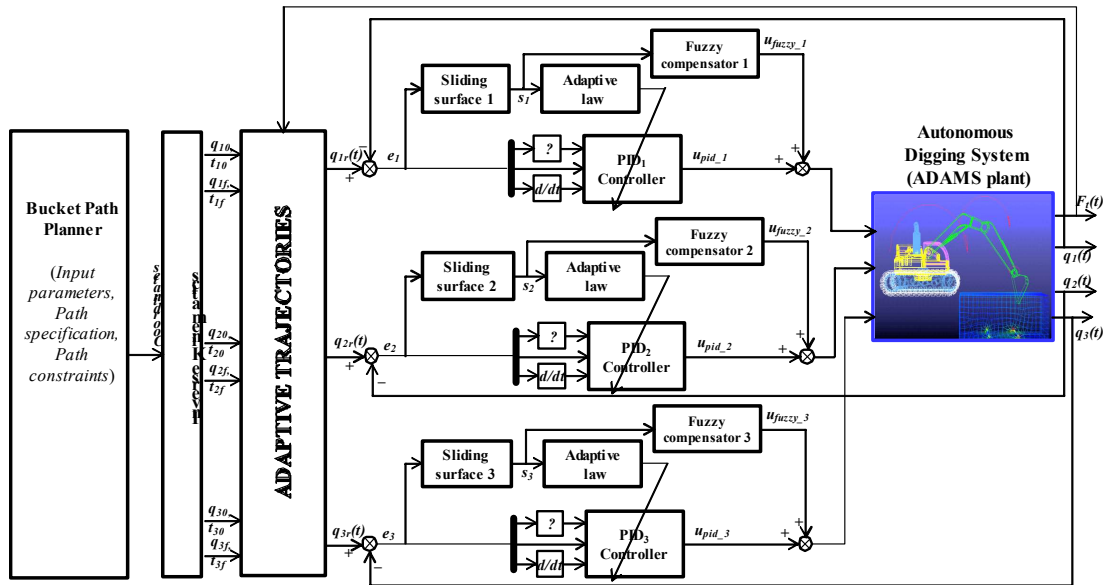 Bucket Path
Planner
(Input
parameters,
Path
specification,
Path
constraints)
q10
t10
q1f,
t1f
q20
t20
q2f,
t2f
q30
t30
q3f,
t3f
ADAPTIVE TRAJECTORIES
q1r(t)
−
+
e1
Sliding
surface 1
s1
Adaptive
law
Fuzzy
compensator 1
ufuzzy_1
?
d/dt
PID1
Controller
upid_1
+
+
q2r(t)
+
−
e2
Sliding
surface 2
s2
Adaptive
law
Fuzzy
compensator 2
ufuzzy_2
?
d/dt
PID2
Controller
upid_2
+
+
q3r(t)
+
−
e3
Sliding
surface 3
s3
Adaptive
law
Fuzzy
compensator 3
ufuzzy_3
?
d/dt
PID3
Controller
upid_3
+
+
Autonomous
Digging System
(ADAMS plant)
Ft(t)
q1(t)
q2(t)
q3(t)